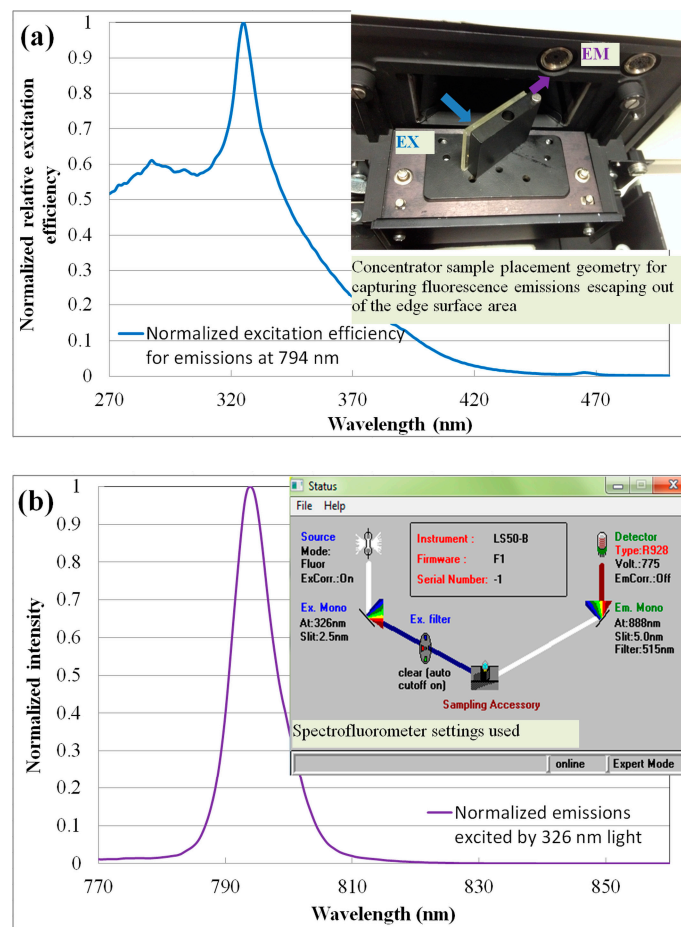 (a)
Normalized relative excitation
efficiency
1
0.9
0.8
0.7
0.6
0.5
0.4
0.3
0.2
0.1
0
270
320
370
420
470
Wavelength (nm)
EM
EX
Concentrator sample placement geometry for
capturing fluorescence emissions escaping out
of the edge surface area
Normalized excitation efficiency
for emissions at 794 nm
(b)
Normalized intensity
1
0.9
0.8
0.7
0.6
0.5
0.4
0.3
0.2
0.1
0
770
790
810
830
850
Wavelength (nm)
Status
File Help
Source
Mode:
Fluor
ExCorr.:On
Instrument : LS50-B
Firmware : F1
Serial Number: -1
Detector
Type:R928
Volt.:775
EmCorr.:Off
Ex. Mono
At:326nm
Slit:2.5nm
Ex. filter
clear (auto
cutoff on)
Em. Mono
At:888nm
Slit:5.0nm
Filter:515nm
Sampling Accessory
Spectrofluorometer settings used
online
Expert Mode
Normalized emissions
excited by 326 nm light